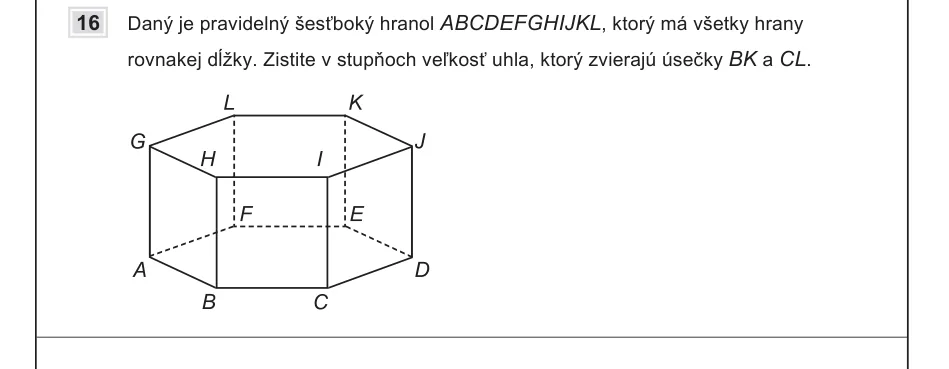 16 Daný je pravidelný šesťboký hranol ABCDEFGHIJKL, ktorý má všetky hrany
rovnakej dĺžky. Zistite v stupňoch veľkosť uhla, ktorý zvierajú úsečky BK a CL.
L K
G J
H I
F E
A D
B C